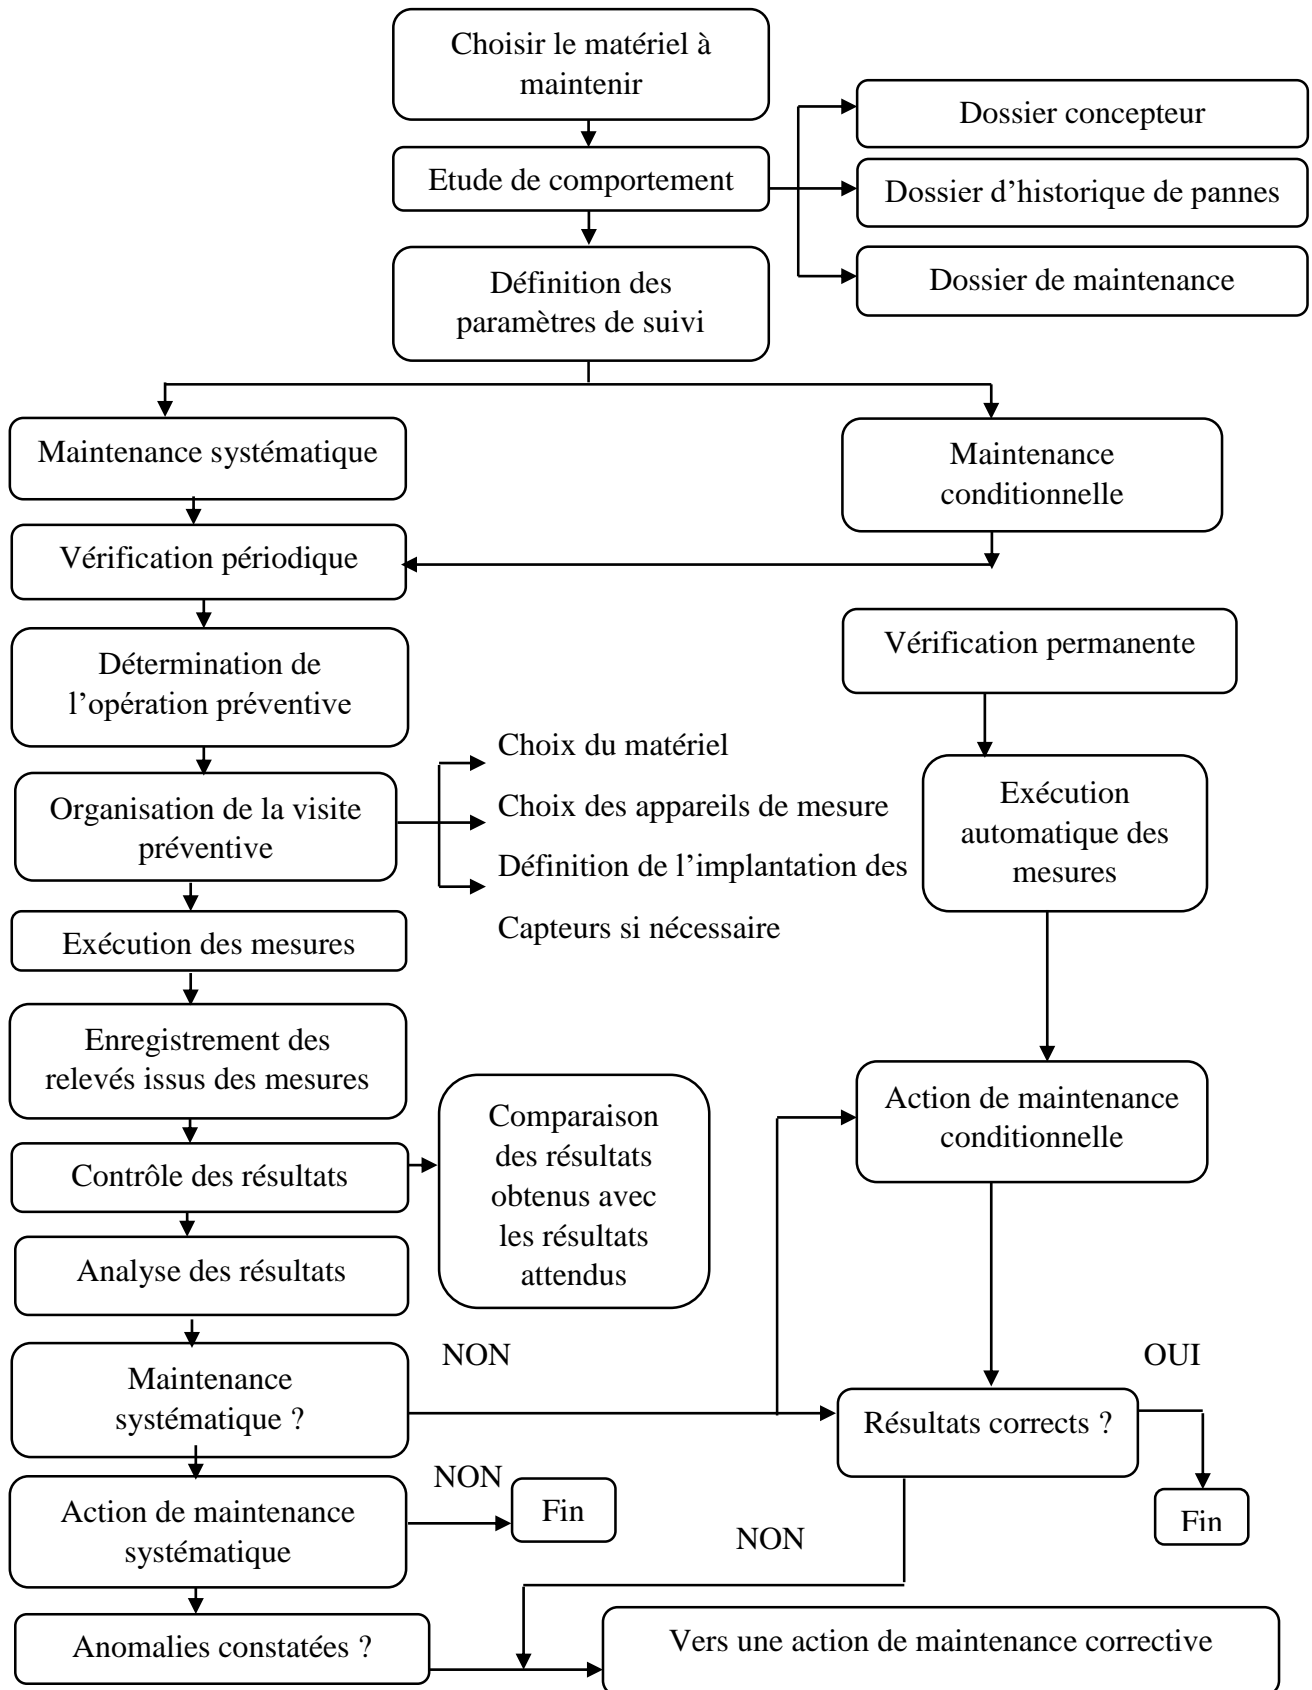 Choisir le matériel à
maintenir
Dossier concepteur
Etude de comportement
Dossier d’historique de pannes
Dossier de maintenance
Définition des
paramètres de suivi
Maintenance systématique
Maintenance
conditionnelle
Vérification périodique
Vérification permanente
Détermination de
l’opération préventive
Choix du matériel
Organisation de la visite
préventive
Choix des appareils de mesure
Définition de l’implantation des
Capteurs si nécessaire
Exécution
automatique des
mesures
Exécution des mesures
Enregistrement des
relevés issus des mesures
Action de maintenance
conditionnelle
Comparaison
des résultats
obtenus avec
les résultats
attendus
Contrôle des résultats
Analyse des résultats
NON
OUI
Maintenance
systématique ?
Résultats corrects ?
NON
Action de maintenance
systématique
Fin
Fin
NON
Anomalies constatées ?
Vers une action de maintenance corrective